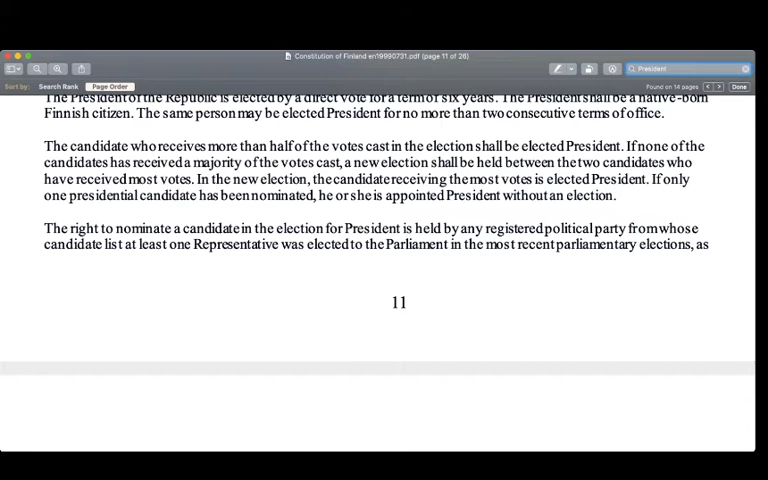 Constitution of Finland en19990731.pdf (page 11 of 26)
President
Sort by: Search Rank Page Order
Found on 14 pages
Done
The President of the Republic is elected by a direct vote for a term of six years. The President shall be a native-born
Finnish citizen. The same person may be elected President for no more than two consecutive terms of office.
The candidate who receives more than half of the votes cast in the election shall be elected President. If none of the
candidates has received a majority of the votes cast, a new election shall be held between the two candidates who
have received most votes. In the new election, the candidate receiving the most votes is elected President. If only
one presidential candidate has been nominated, he or she is appointed President without an election.
The right to nominate a candidate in the election for President is held by any registered political party from whose
candidate list at least one Representative was elected to the Parliament in the most recent parliamentary elections, as
11